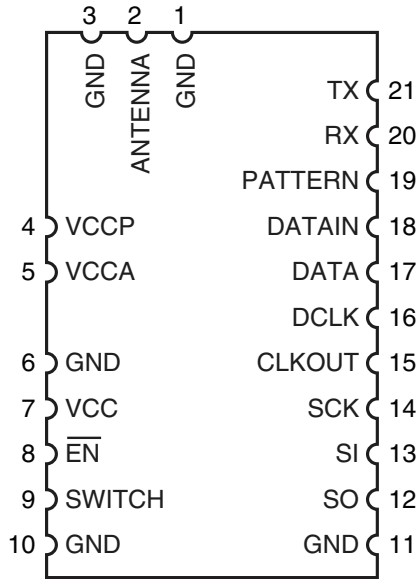 3 2 1
GND ANTENNA GND
TX 21
RX 20
PATTERN 19
4 VCCP DATAIN 18
5 VCCA DATA 17
DCLK 16
6 GND CLKOUT 15
7 VCC SCK 14
8 E̅N̅ SI 13
9 SWITCH SO 12
10 GND GND 11